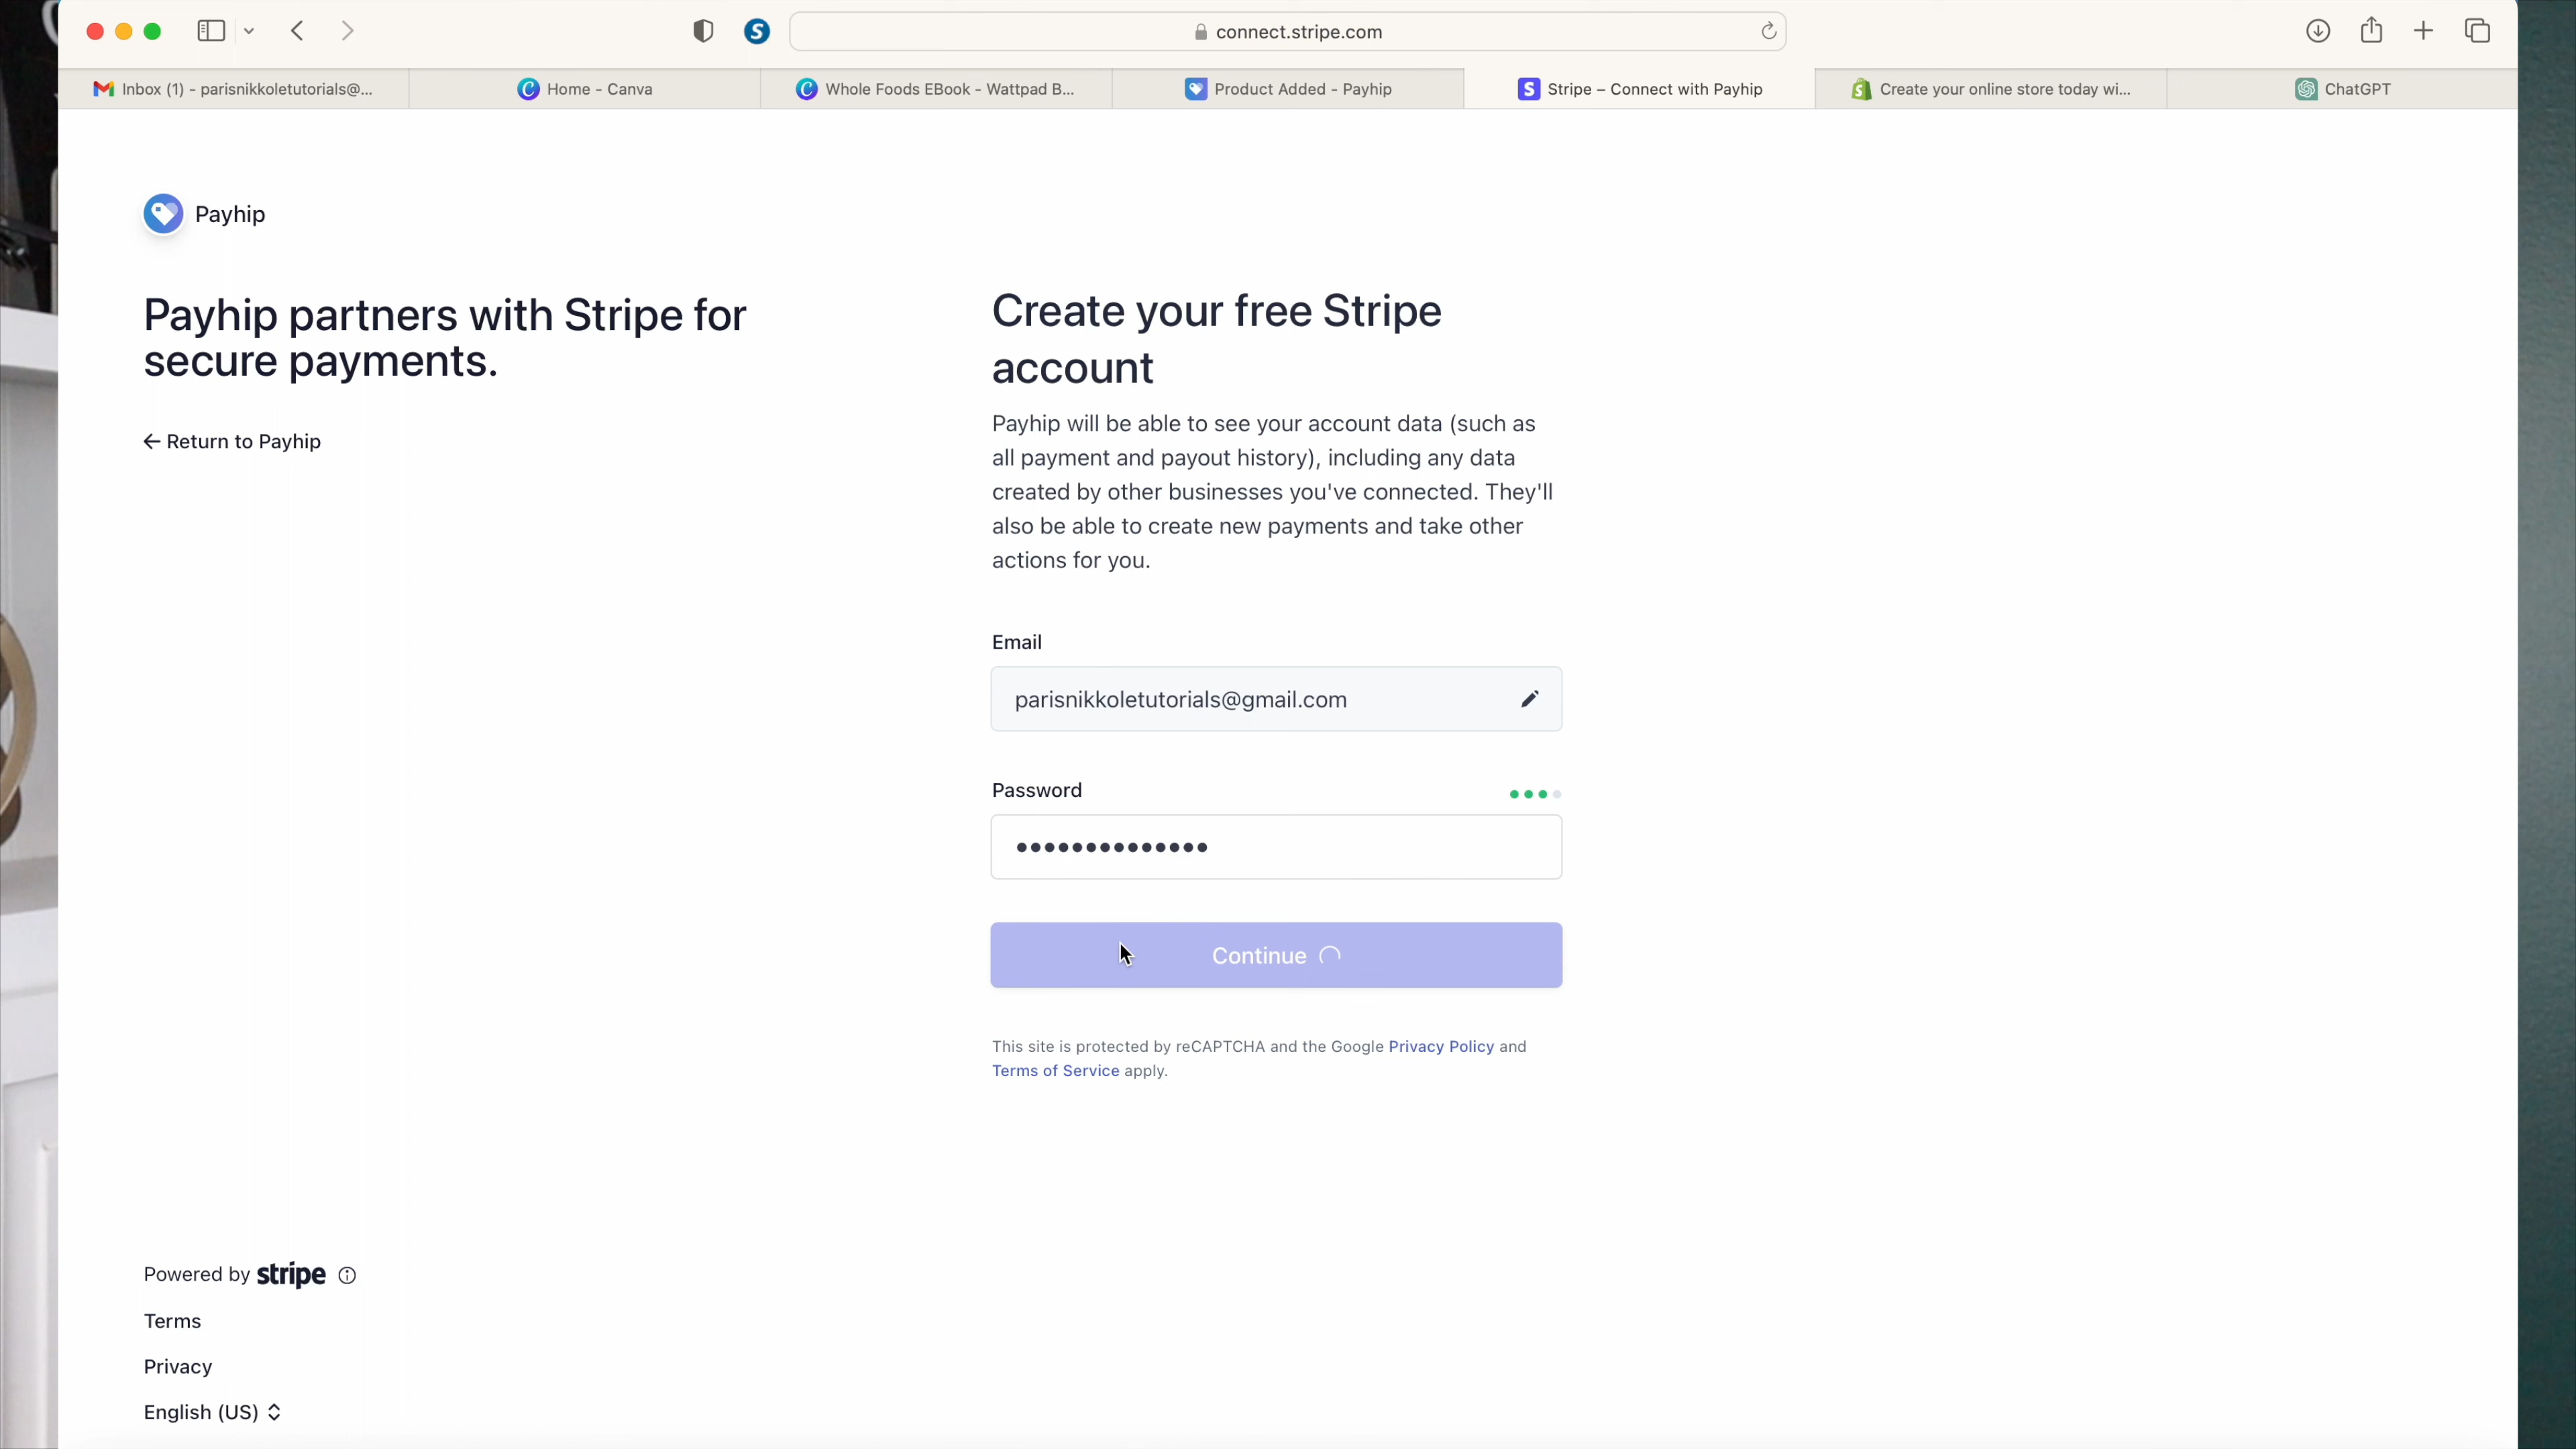 connect.stripe.com
Inbox (1) - parisnikkoletutorials@...
Home - Canva
Whole Foods EBook - Wattpad B...
Product Added - Payhip
Stripe – Connect with Payhip
Create your online store today wi...
ChatGPT
Payhip
Payhip partners with Stripe for
secure payments.
← Return to Payhip
Create your free Stripe
account
Payhip will be able to see your account data (such as
all payment and payout history), including any data
created by other businesses you've connected. They'll
also be able to create new payments and take other
actions for you.
Email
parisnikkoletutorials@gmail.com
Password
••••••••••••••
Continue
This site is protected by reCAPTCHA and the Google Privacy Policy and
Terms of Service apply.
Powered by stripe
Terms
Privacy
English (US)